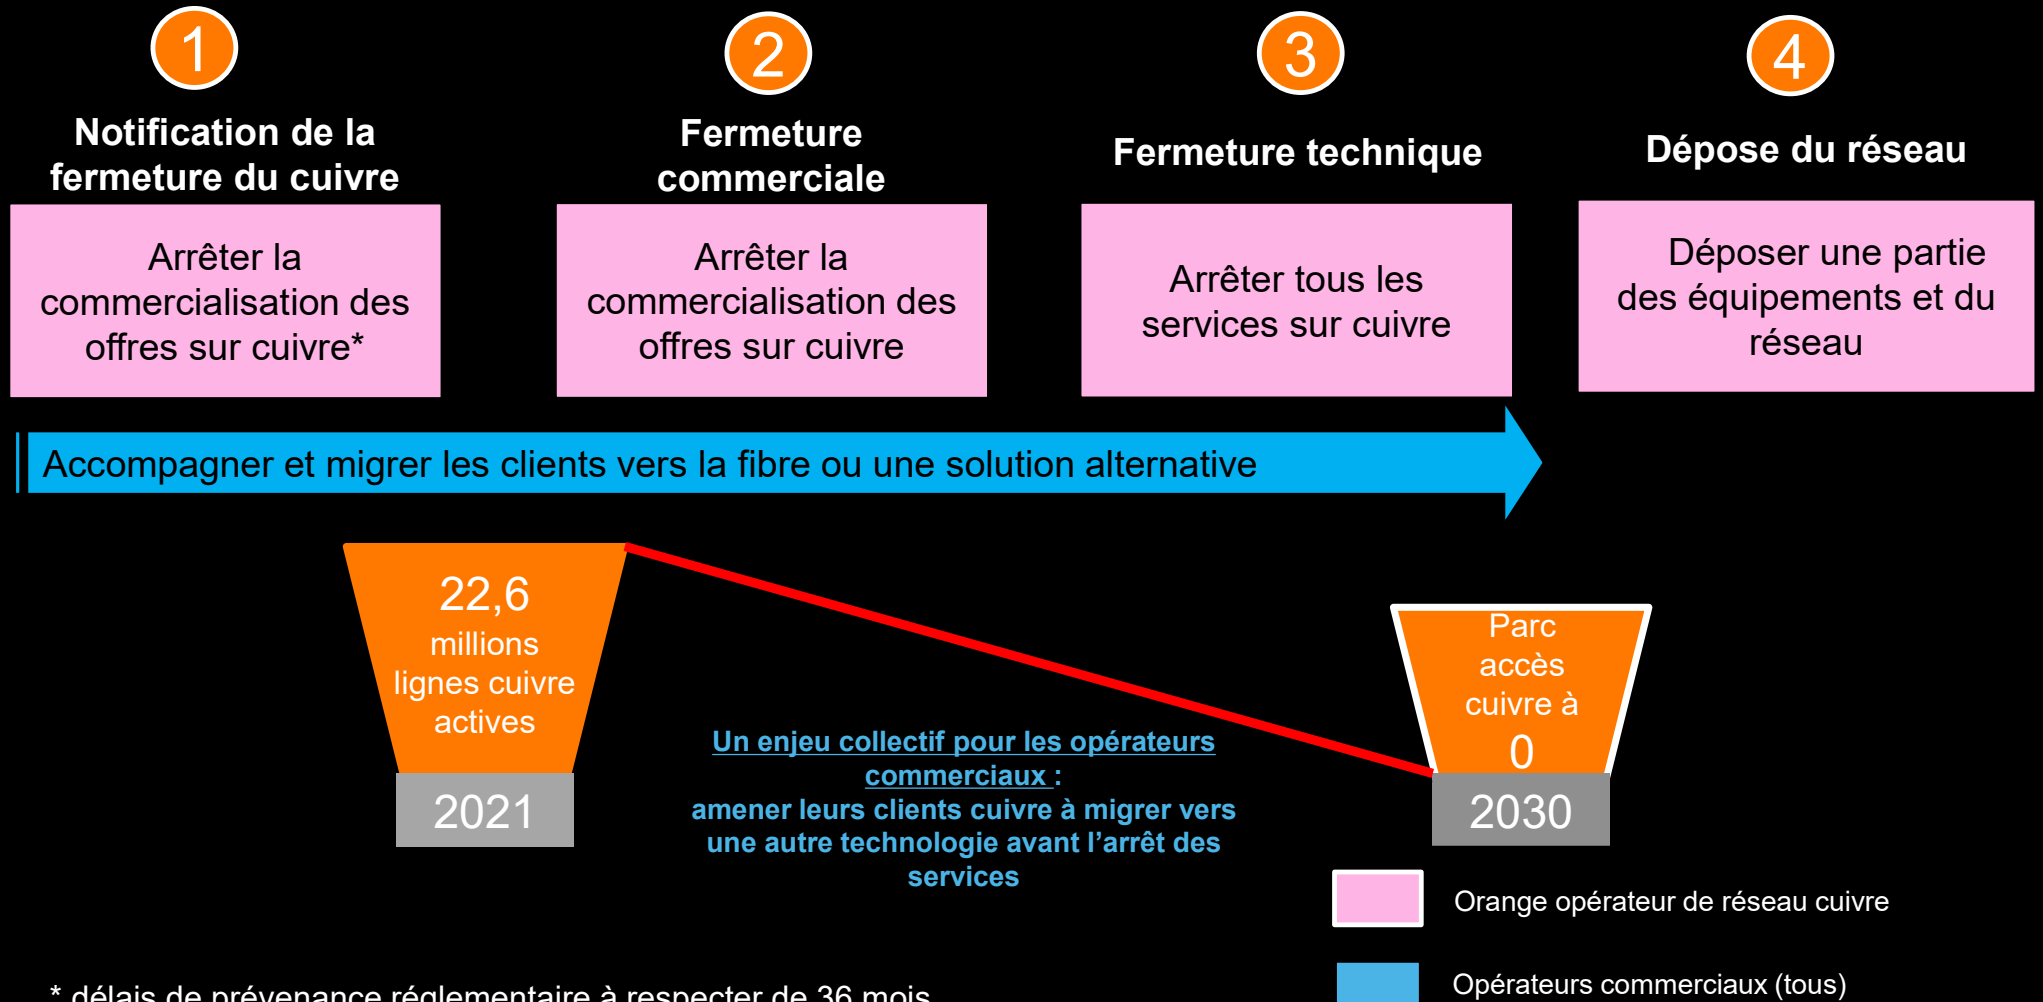 1
Notification de la
fermeture du cuivre
Arrêter la
commercialisation des
offres sur cuivre*
2
Fermeture
commerciale
Arrêter la
commercialisation des
offres sur cuivre
3
Fermeture technique
Arrêter tous les
services sur cuivre
4
Dépose du réseau
Déposer une partie
des équipements et du
réseau
Accompagner et migrer les clients vers la fibre ou une solution alternative
22,6
millions
lignes cuivre
actives
2021
Un enjeu collectif pour les opérateurs
commerciaux :
amener leurs clients cuivre à migrer vers
une autre technologie avant l’arrêt des
services
Parc
accès
cuivre à
0
2030
Orange opérateur de réseau cuivre
Opérateurs commerciaux (tous)
* délais de prévenance réglementaire à respecter de 36 mois